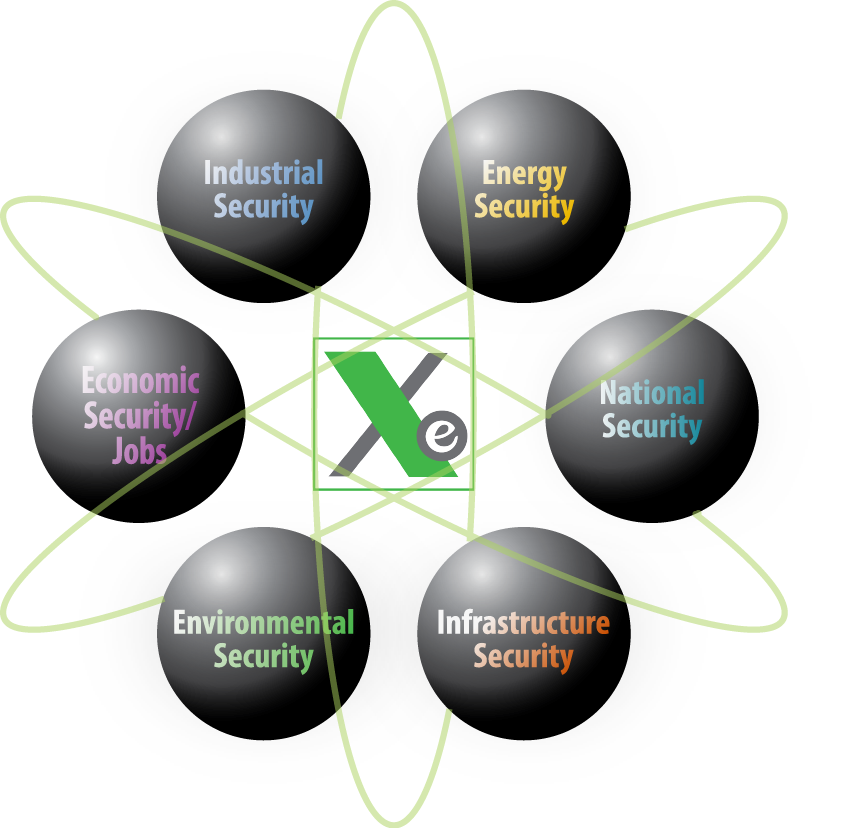 Industrial
Security
Energy
Security
Economic
Security/
Jobs
Xe
National
Security
Environmental
Security
Infrastructure
Security